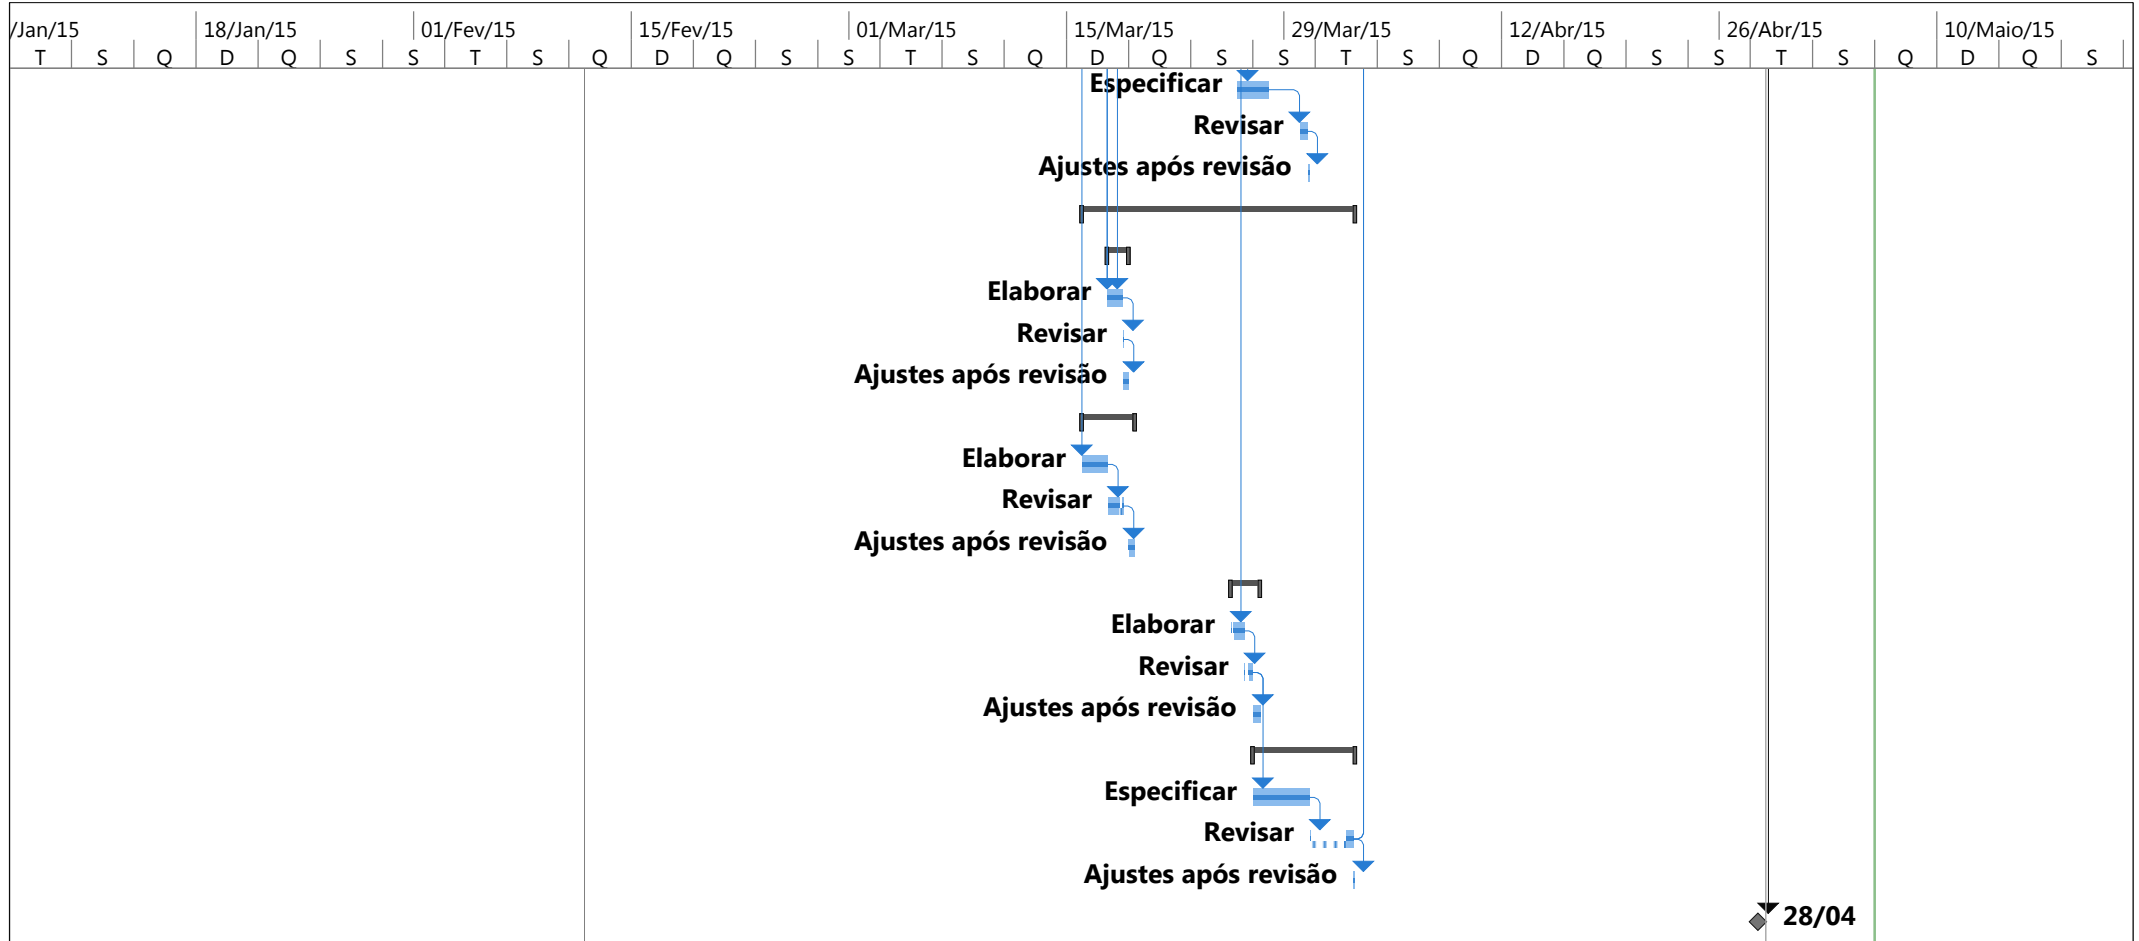 /Jan/15 18/Jan/15 01/Fev/15 15/Fev/15 01/Mar/15 15/Mar/15 29/Mar/15 12/Abr/15 26/Abr/15 10/Maio/15
T S Q D Q S S T S Q D Q S S T S Q D Q S S T S Q D Q S S T S Q D Q S
Especificar
Revisar
Ajustes após revisão
Elaborar
Revisar
Ajustes após revisão
Elaborar
Revisar
Ajustes após revisão
Elaborar
Revisar
Ajustes após revisão
Especificar
Revisar
Ajustes após revisão
28/04